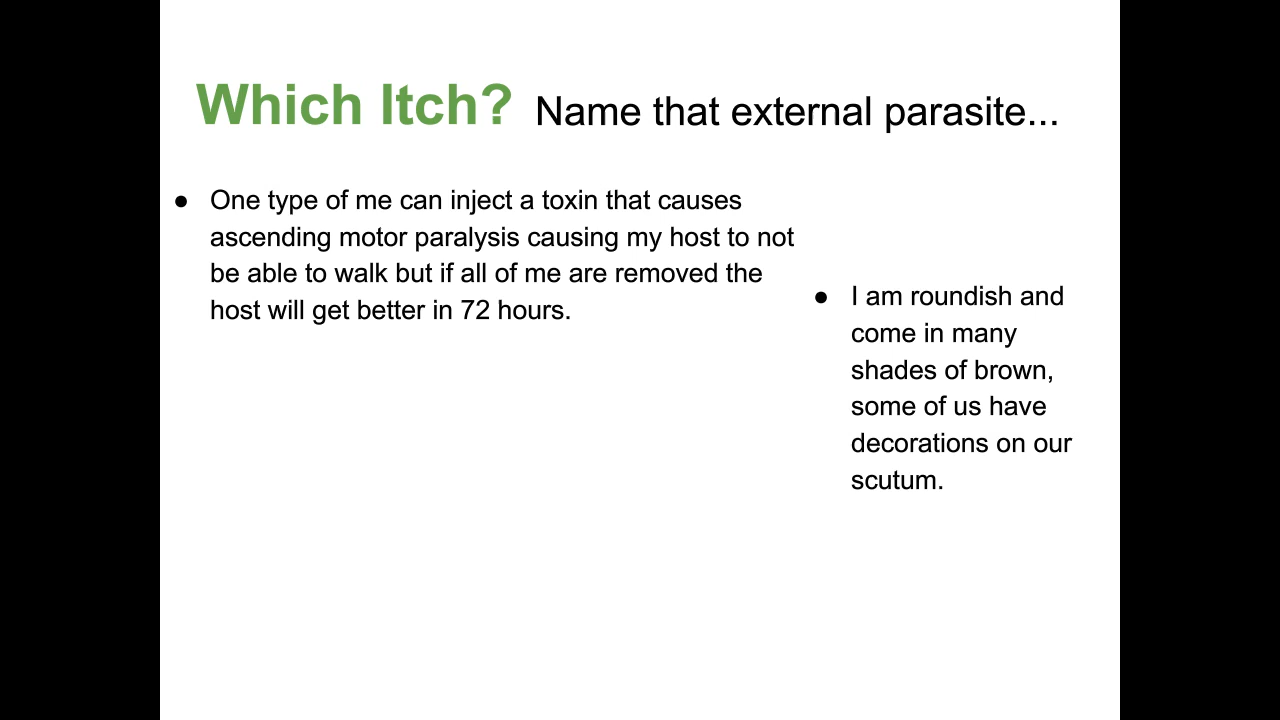 Which Itch? Name that external parasite...
● One type of me can inject a toxin that causes
ascending motor paralysis causing my host to not
be able to walk but if all of me are removed the
host will get better in 72 hours.
● I am roundish and
come in many
shades of brown,
some of us have
decorations on our
scutum.